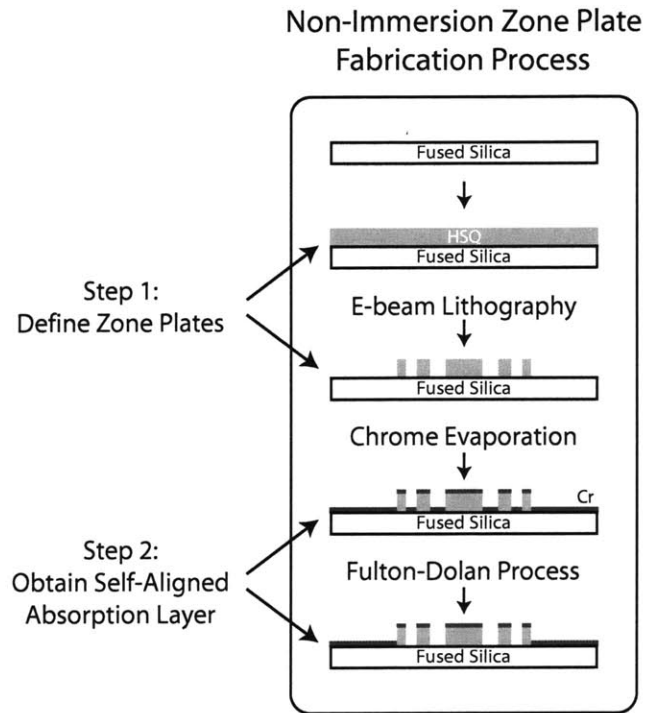 Non-Immersion Zone Plate
Fabrication Process
Fused Silica
HSQ
Fused Silica
Step 1:
Define Zone Plates
E-beam Lithography
Fused Silica
Chrome Evaporation
Cr
Fused Silica
Step 2:
Obtain Self-Aligned
Absorption Layer
Fulton-Dolan Process
Fused Silica